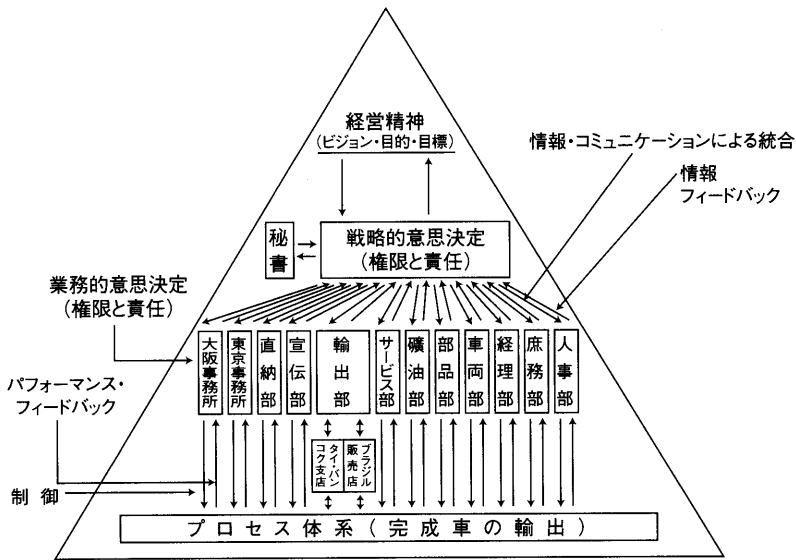 経営精神
(ビジョン・目的・目標)
情報・コミュニケーションによる統合
情報
フィードバック
秘書
戦略的意思決定
(権限と責任)
業務的意思決定
(権限と責任)
大阪事務所
東京事務所
直納部
宣伝部
輸出部
サービス部
礦油部
部品部
車両部
経理部
庶務部
人事部
パフォーマンス・
フィードバック
タイ・バン
コク支店
ブラジル
販売店
制御
プロセス体系(完成車の輸出)